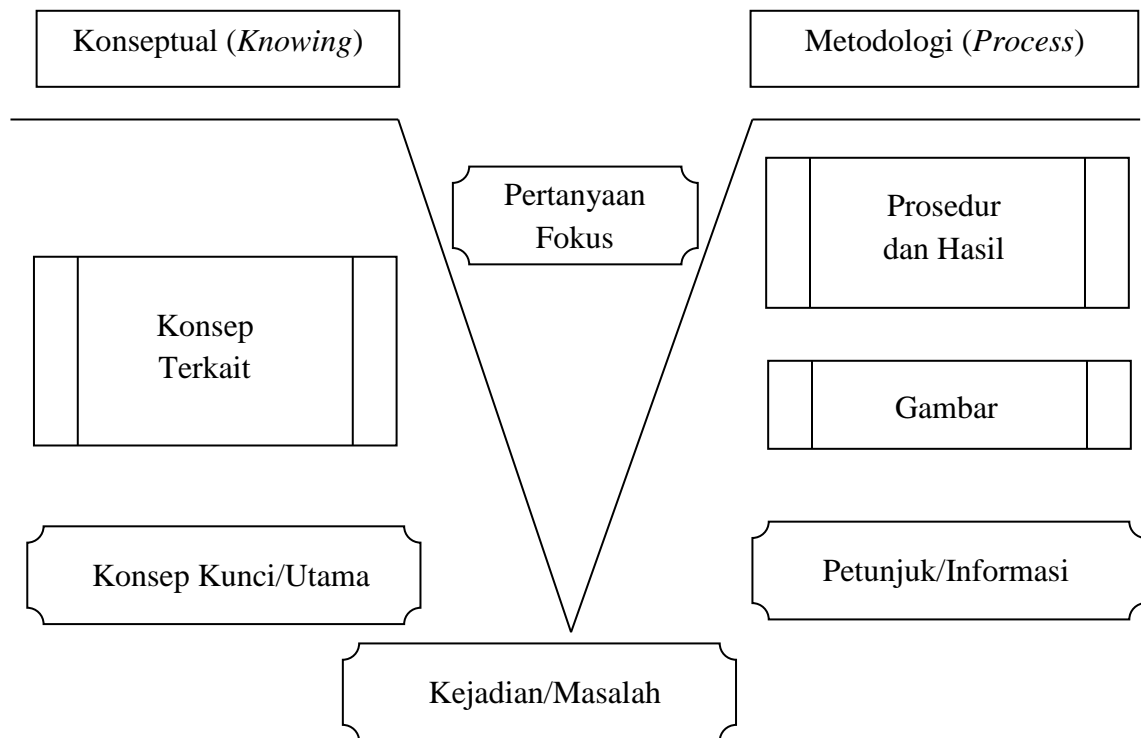 Konseptual (Knowing)
Metodologi (Process)
Pertanyaan
Fokus
Prosedur
dan Hasil
Konsep
Terkait
Gambar
Konsep Kunci/Utama
Petunjuk/Informasi
Kejadian/Masalah